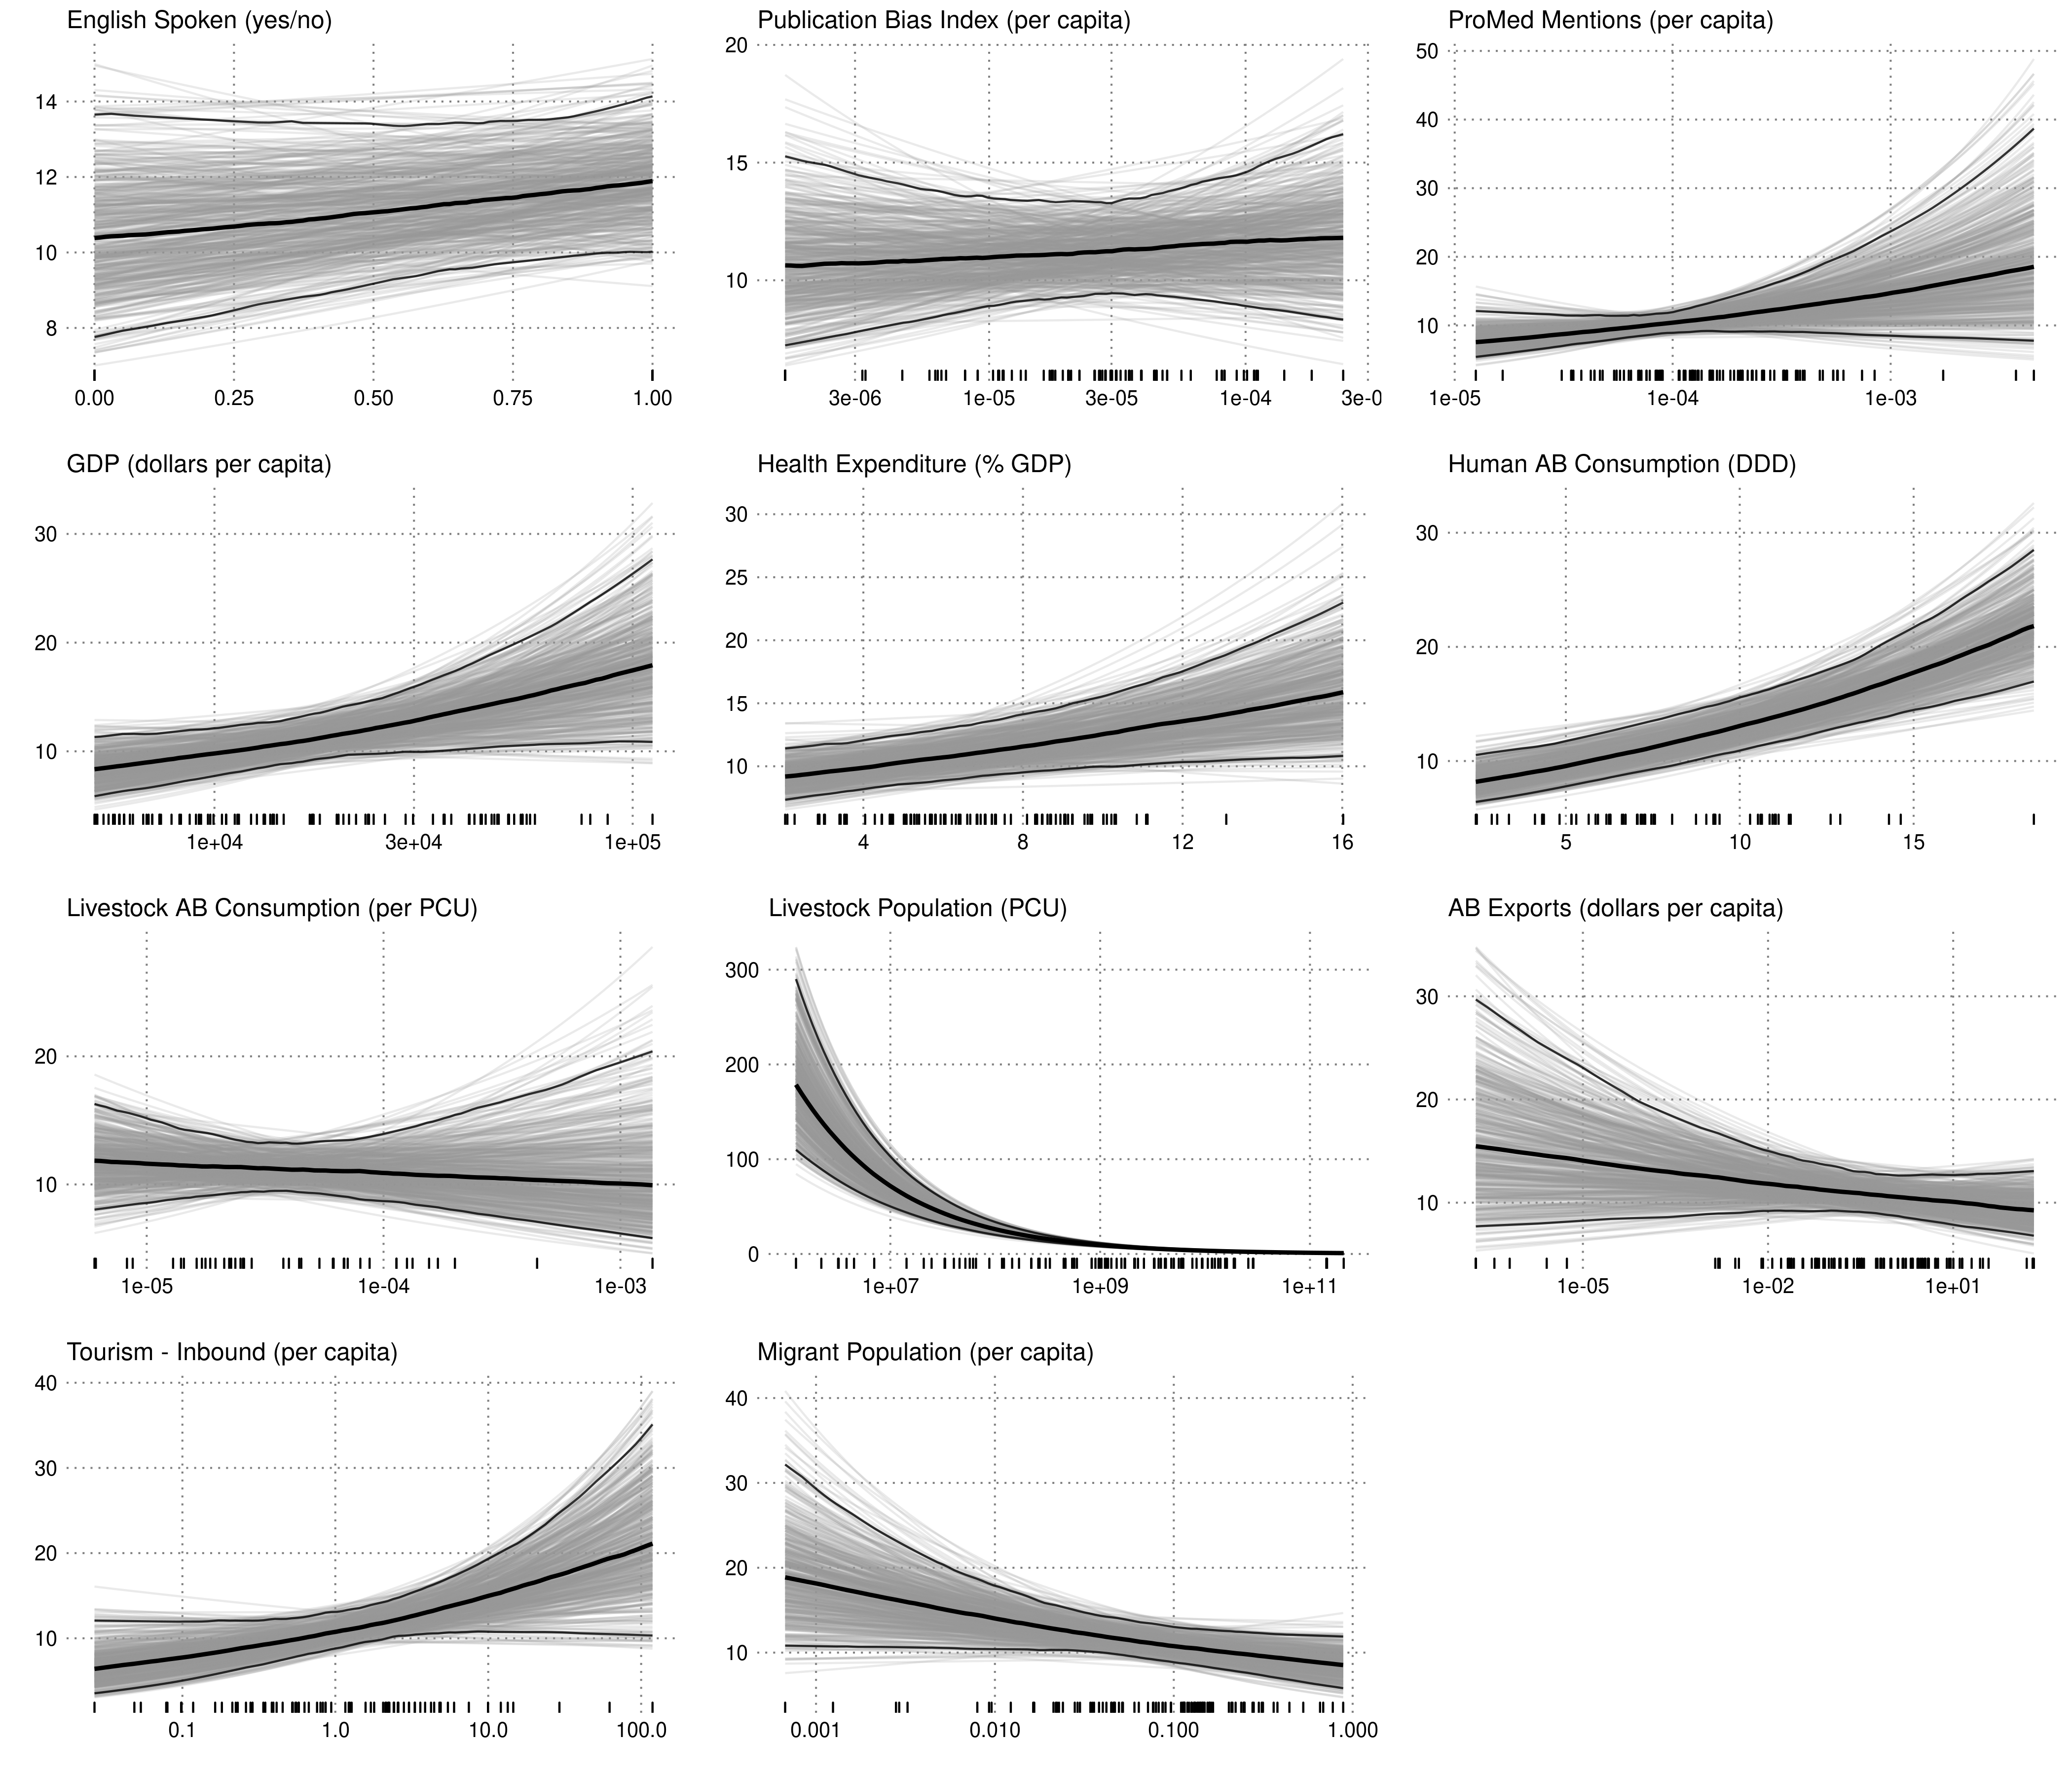 English Spoken (yes/no)
14
12
10
8
0.00 0.25 0.50 0.75 1.00
Publication Bias Index (per capita)
20
15
10
3e-06 1e-05 3e-05 1e-04 3e-0
ProMed Mentions (per capita)
50
40
30
20
10
1e-05 1e-04 1e-03
GDP (dollars per capita)
30
20
10
1e+04 3e+04 1e+05
Health Expenditure (% GDP)
30
25
20
15
10
4 8 12 16
Human AB Consumption (DDD)
30
20
10
5 10 15
Livestock AB Consumption (per PCU)
20
10
1e-05 1e-04 1e-03
Livestock Population (PCU)
300
200
100
0
1e+07 1e+09 1e+11
AB Exports (dollars per capita)
30
20
10
1e-05 1e-02 1e+01
Tourism - Inbound (per capita)
40
30
20
10
0.1 1.0 10.0 100.0
Migrant Population (per capita)
40
30
20
10
0.001 0.010 0.100 1.000